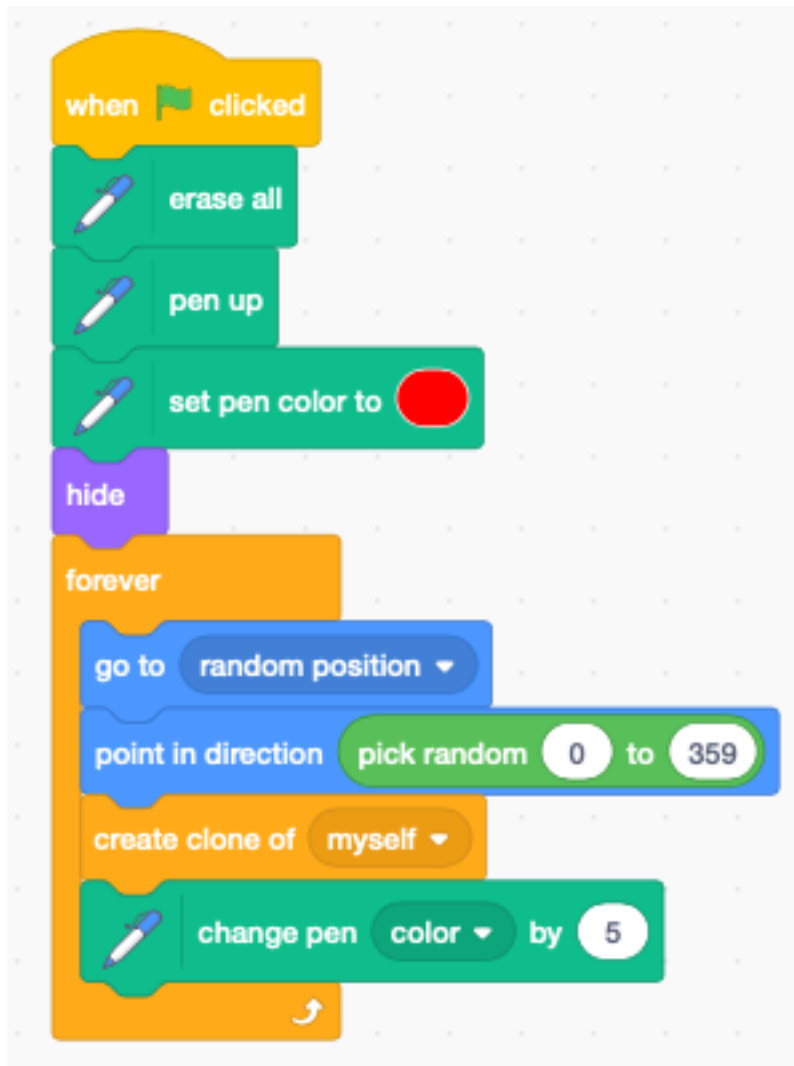 when clicked
erase all
pen up
set pen color to
hide
forever
go to random position
point in direction pick random 0 to 359
create clone of myself
change pen color by 5